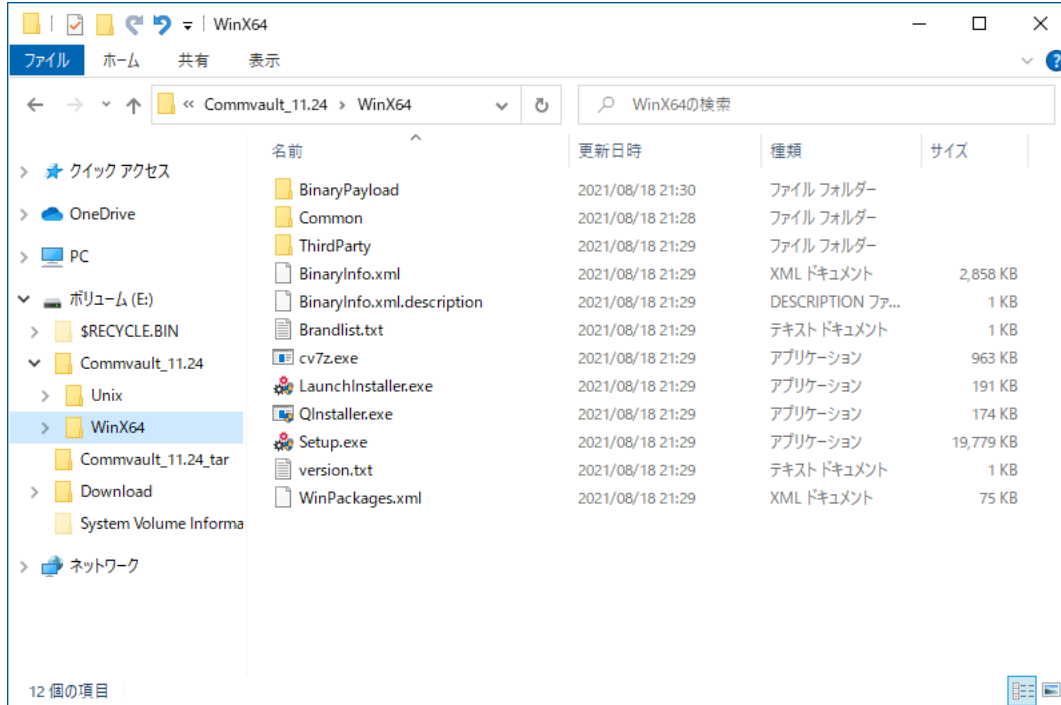 WinX64
ファイル ホーム 共有 表示
« Commvault_11.24 › WinX64 WinX64の検索
名前 更新日時 種類 サイズ
クイック アクセス
OneDrive
PC
ボリューム (E:)
$RECYCLE.BIN
Commvault_11.24
Unix
WinX64
Commvault_11.24_tar
Download
System Volume Informa
ネットワーク
BinaryPayload 2021/08/18 21:30 ファイル フォルダー
Common 2021/08/18 21:28 ファイル フォルダー
ThirdParty 2021/08/18 21:29 ファイル フォルダー
BinaryInfo.xml 2021/08/18 21:29 XML ドキュメント 2,858 KB
BinaryInfo.xml.description 2021/08/18 21:29 DESCRIPTION ファ... 1 KB
Brandlist.txt 2021/08/18 21:29 テキスト ドキュメント 1 KB
cv7z.exe 2021/08/18 21:29 アプリケーション 963 KB
LaunchInstaller.exe 2021/08/18 21:29 アプリケーション 191 KB
QInstaller.exe 2021/08/18 21:29 アプリケーション 174 KB
Setup.exe 2021/08/18 21:29 アプリケーション 19,779 KB
version.txt 2021/08/18 21:29 テキスト ドキュメント 1 KB
WinPackages.xml 2021/08/18 21:29 XML ドキュメント 75 KB
12 個の項目